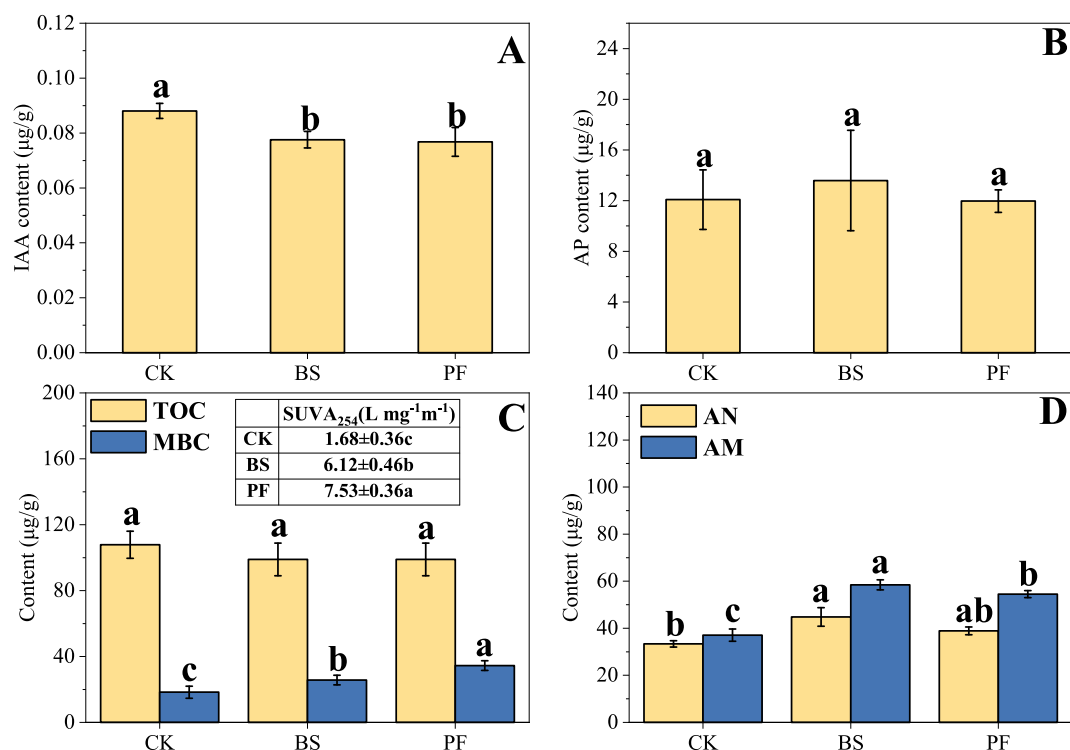 A
IAA content (μg/g)
0.12
0.10
0.08
0.06
0.04
0.02
0.00
a
b
b
CK
BS
PF
B
AP content (μg/g)
24
20
16
12
8
4
0
a
a
a
CK
BS
PF
C
Content (μg/g)
200
160
120
80
40
0
TOC
MBC
SUVA254(L mg-1m-1)
CK 1.68±0.36c
BS 6.12±0.46b
PF 7.53±0.36a
a
c
a
b
a
a
CK
BS
PF
D
Content (μg/g)
140
120
100
80
60
40
20
0
AN
AM
b
c
a
a
ab
b
CK
BS
PF